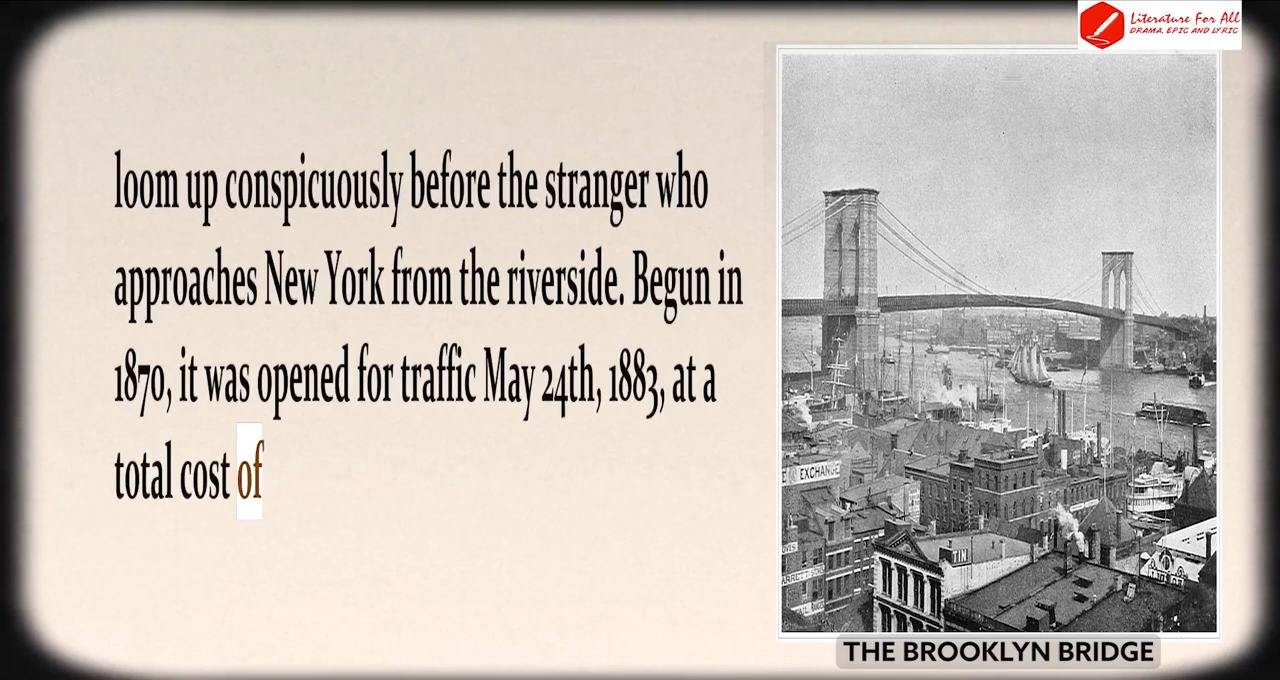 Literature For All
DRAMA, EPIC AND LYRIC
loom up conspicuously before the stranger who
approaches New York from the riverside. Begun in
1870, it was opened for traffic May 24th, 1883, at a
total cost of
EXCHANGE
TIN
THE BROOKLYN BRIDGE